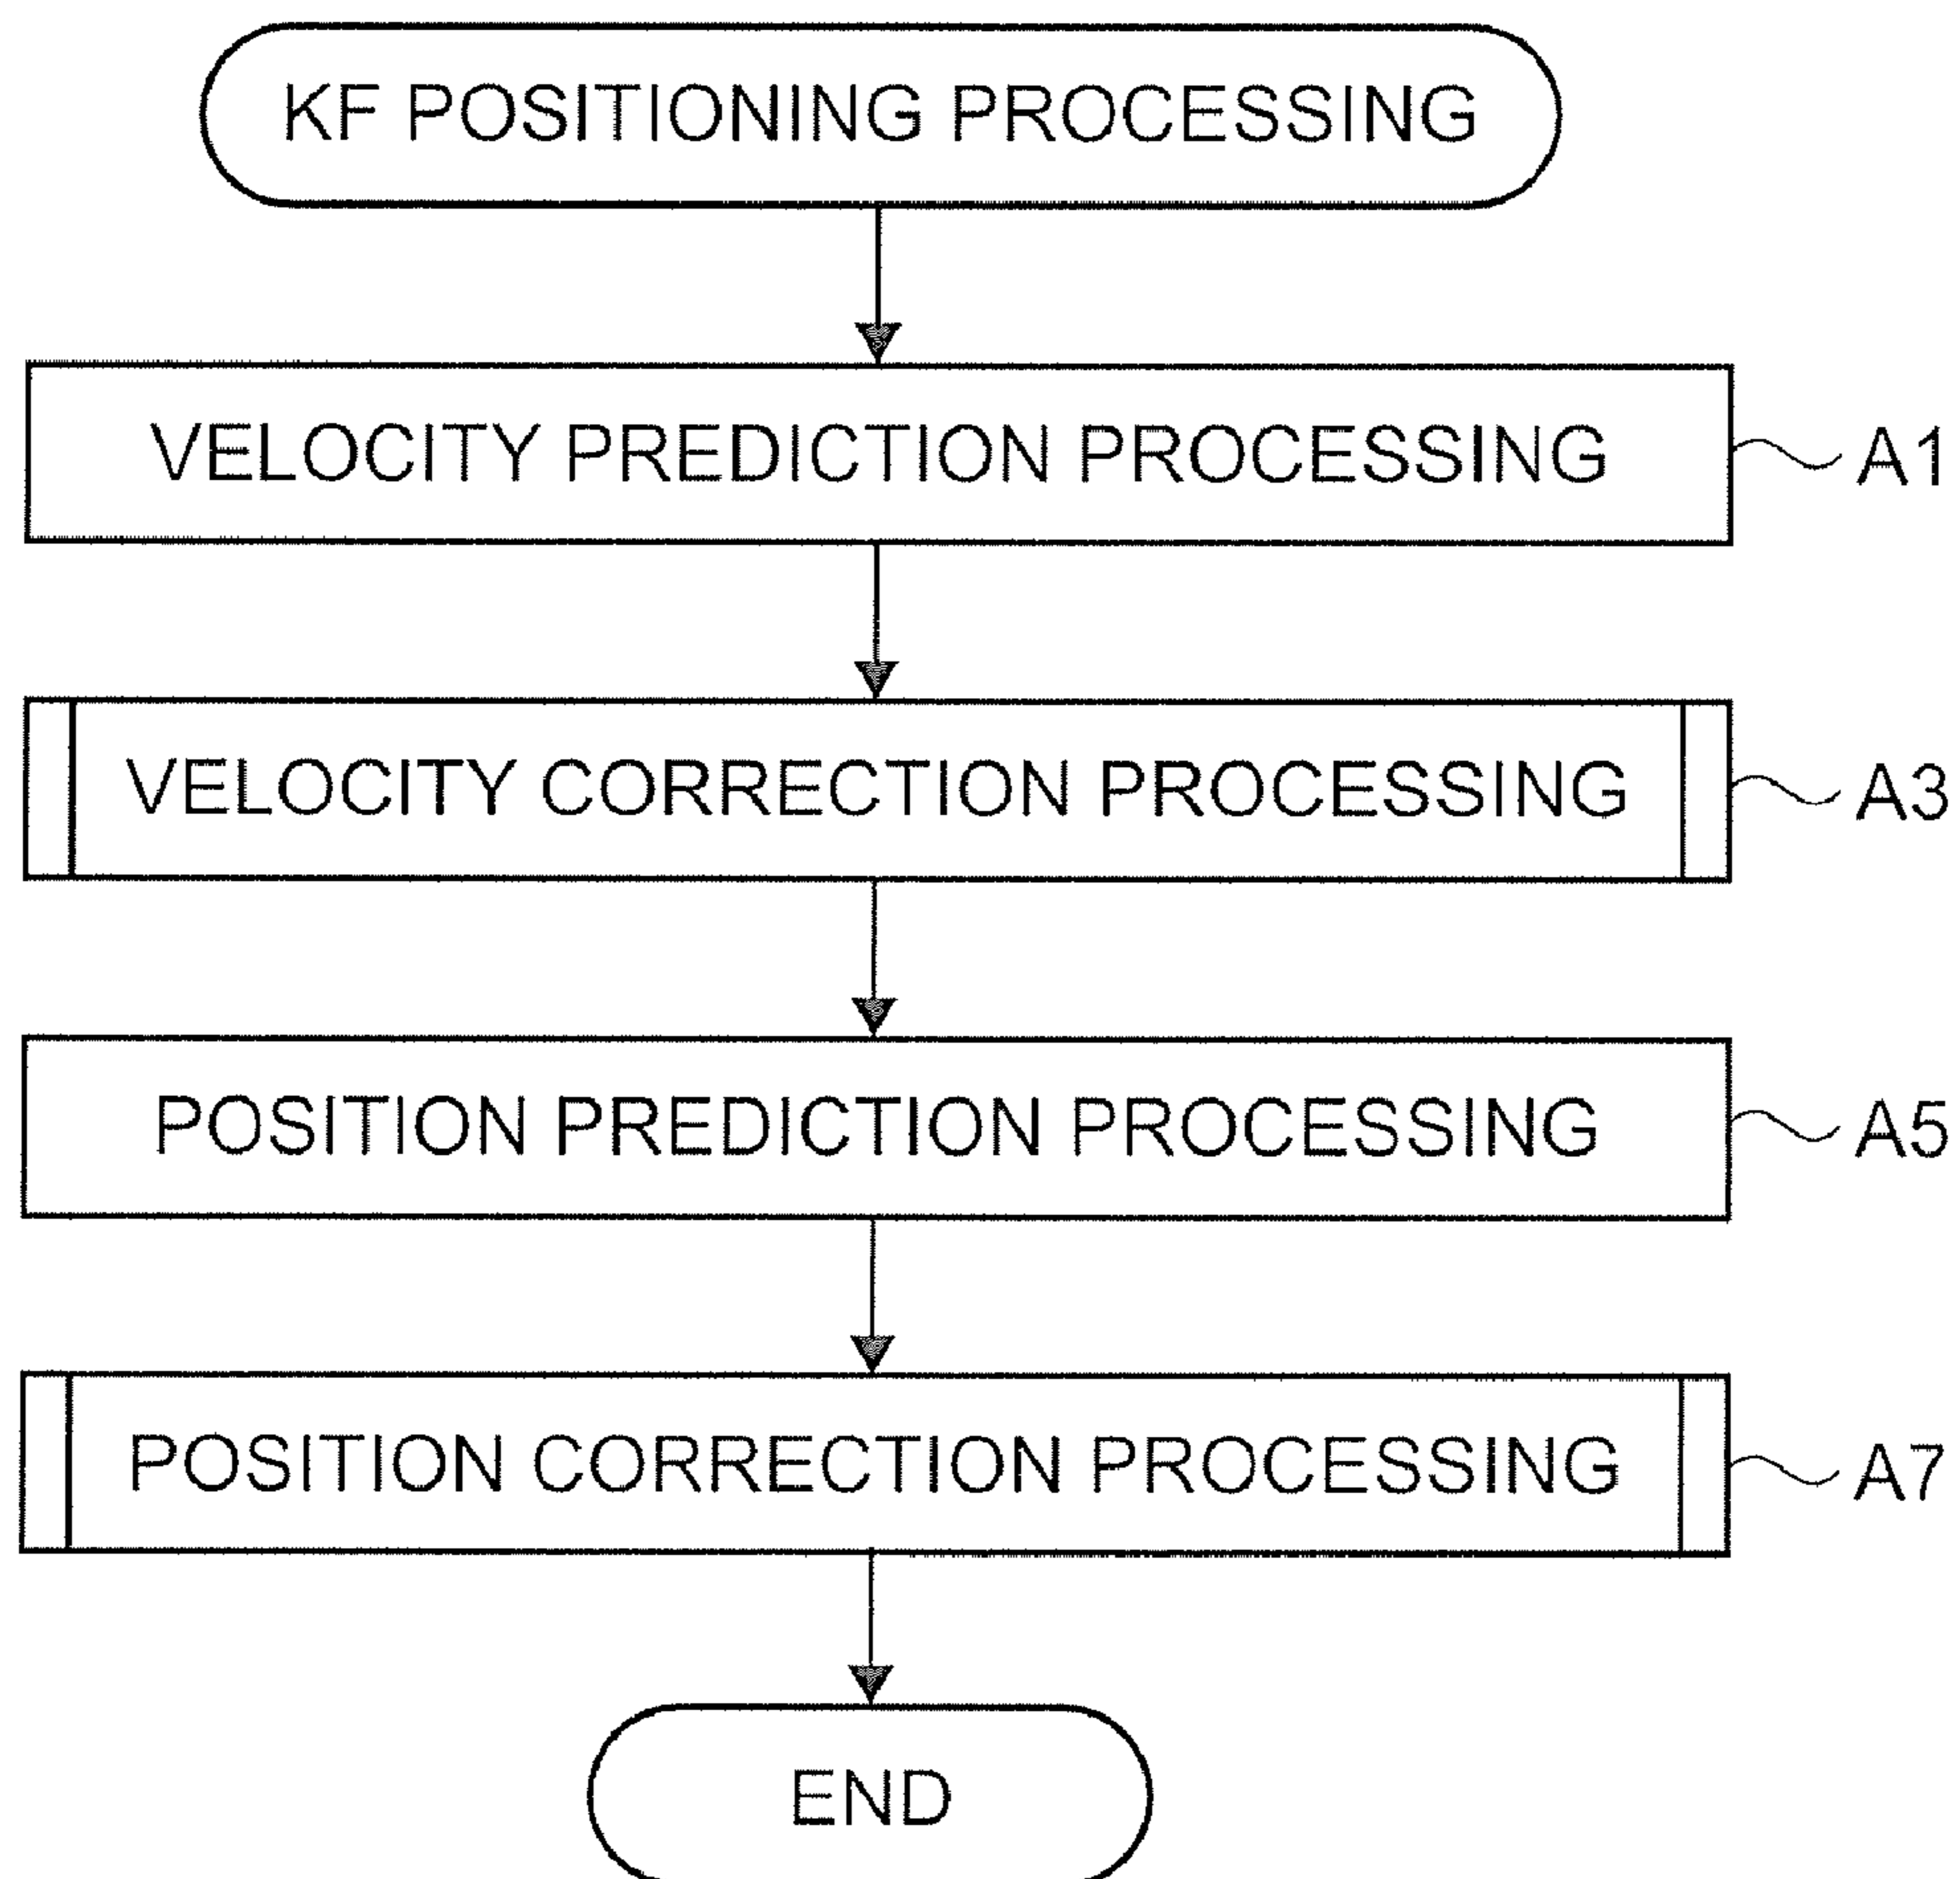 KF POSITIONING PROCESSING
VELOCITY PREDICTION PROCESSING
A1
VELOCITY CORRECTION PROCESSING
A3
POSITION PREDICTION PROCESSING
A5
POSITION CORRECTION PROCESSING
A7
END